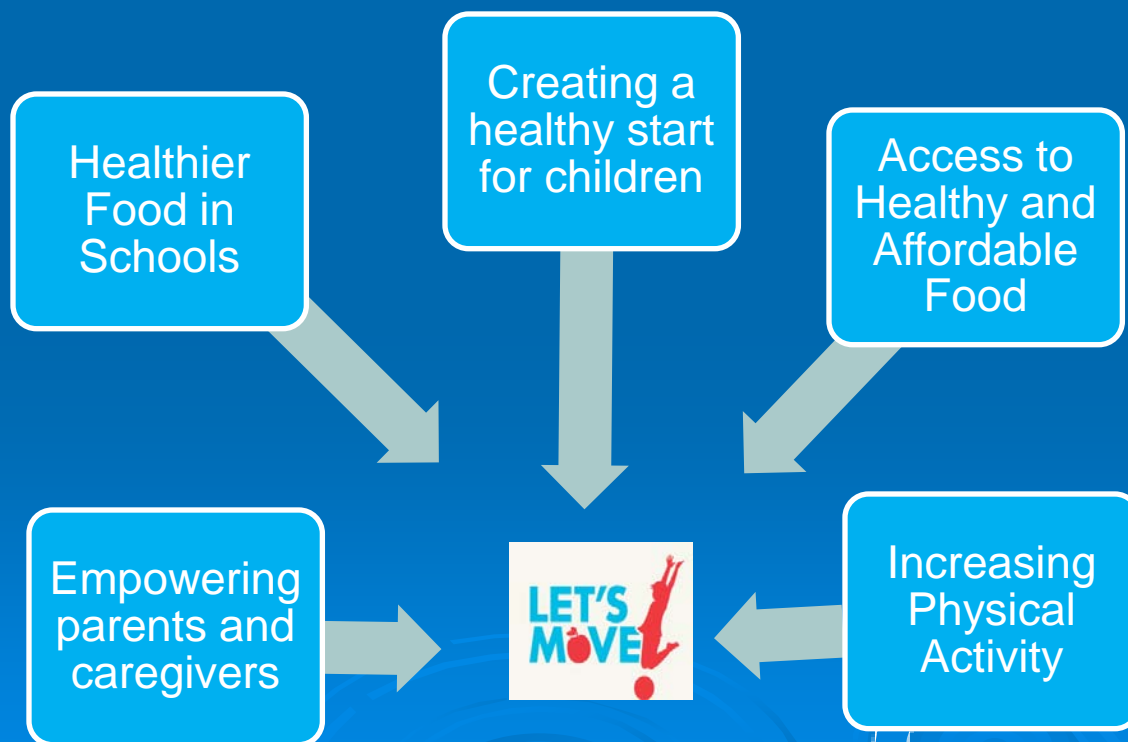 Creating a
healthy start
for children
Healthier
Food in
Schools
Access to
Healthy and
Affordable
Food
Empowering
parents and
caregivers
LET'S
MOVE!
Increasing
Physical
Activity